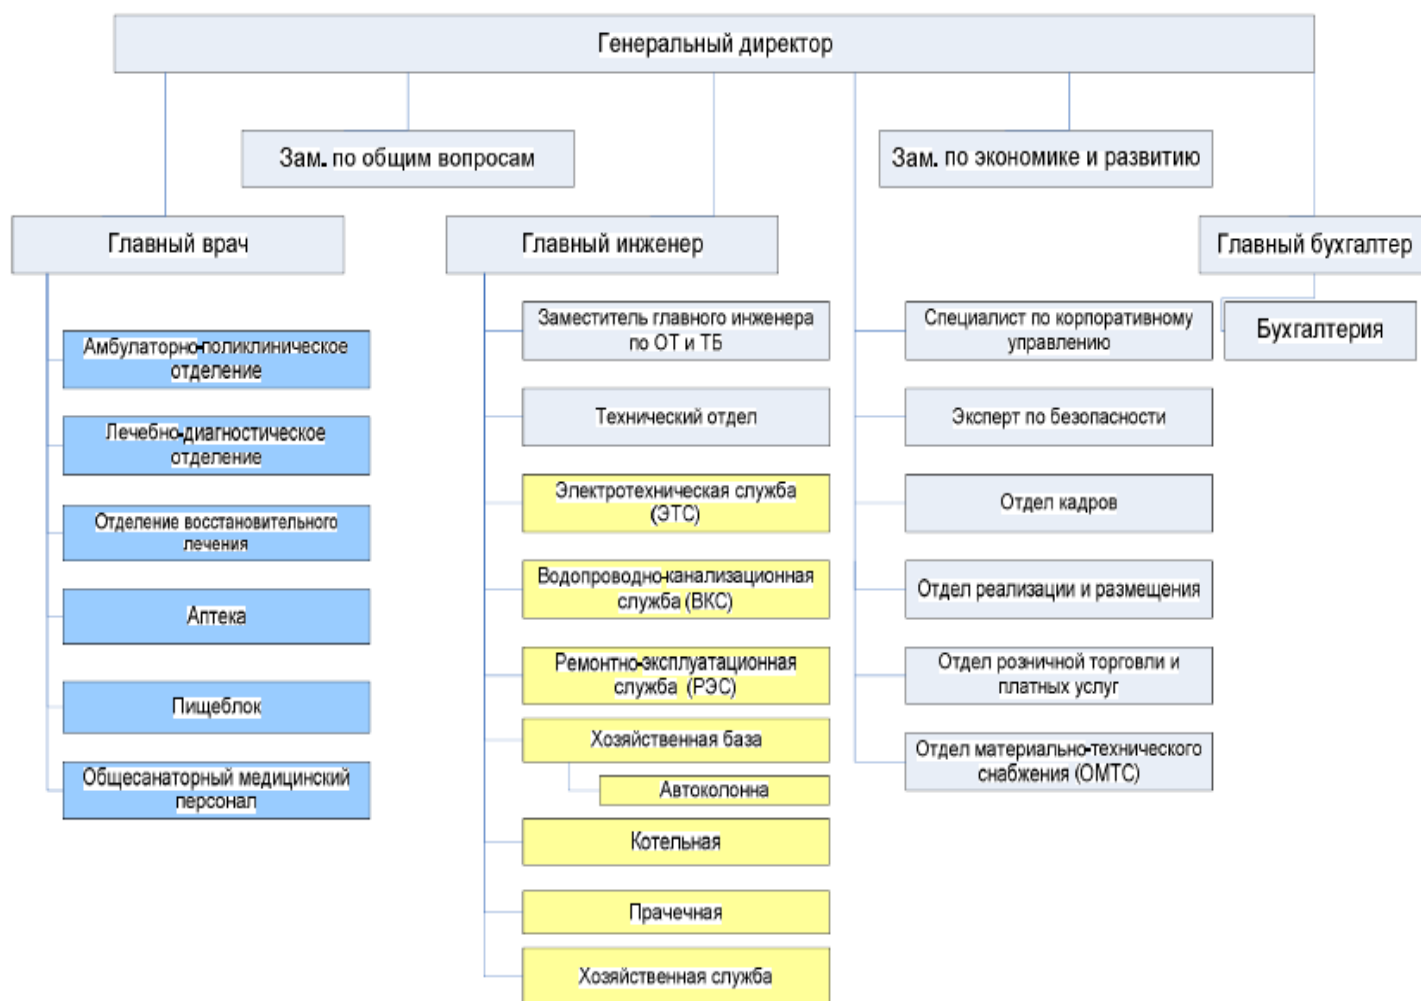 Генеральный директор
Зам. по общим вопросам
Зам. по экономике и развитию
Главный врач
Главный инженер
Главный бухгалтер
Амбулаторно-поликлиническое
отделение
Лечебно-диагностическое
отделение
Отделение восстановительного
лечения
Аптека
Пищеблок
Общесанаторный медицинский
персонал
Заместитель главного инженера
по ОТ и ТБ
Технический отдел
Электротехническая служба
(ЭТС)
Водопроводно-канализационная
служба (ВКС)
Ремонтно-эксплуатационная
служба (РЭС)
Хозяйственная база
Автоколонна
Котельная
Прачечная
Хозяйственная служба
Специалист по корпоративному
управлению
Эксперт по безопасности
Отдел кадров
Отдел реализации и размещения
Отдел розничной торговли и
платных услуг
Отдел материально-технического
снабжения (ОМТС)
Бухгалтерия